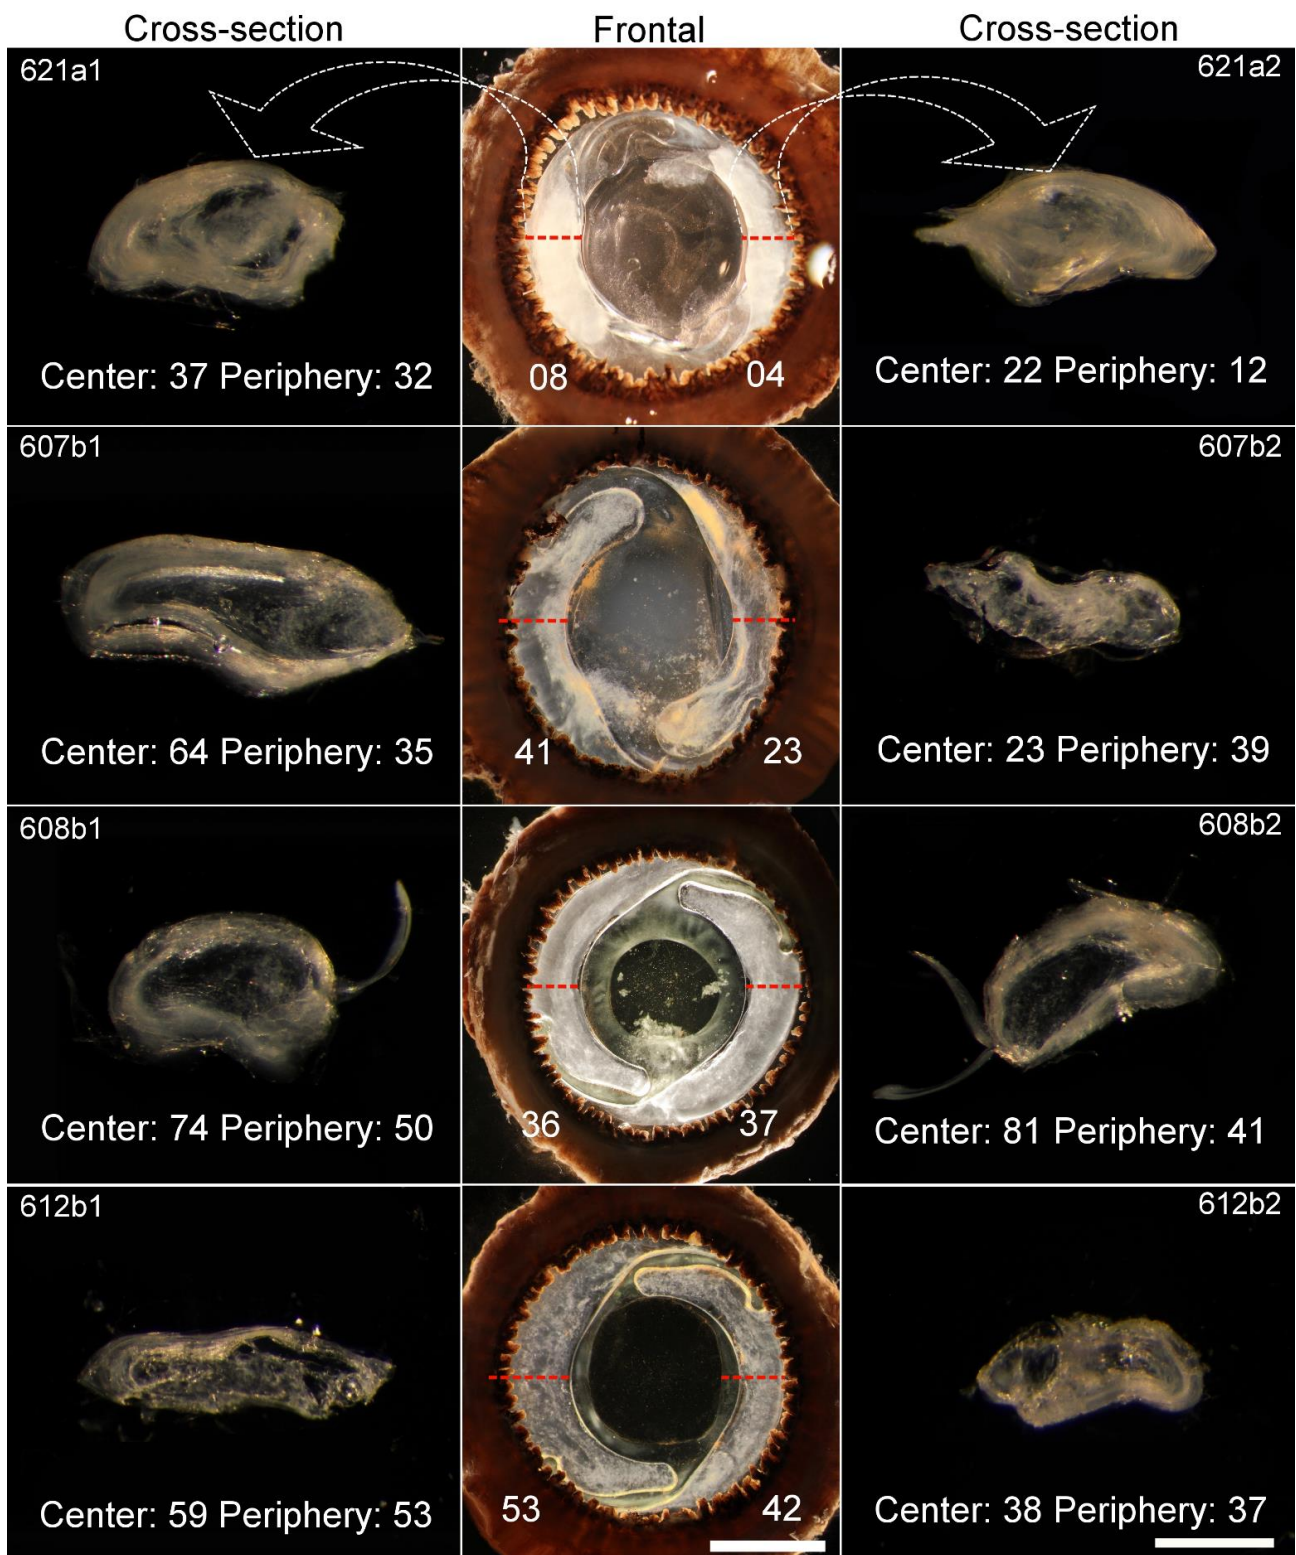 Cross-section Frontal Cross-section
621a1 621a2
Center: 37 Periphery: 32 08 04 Center: 22 Periphery: 12
607b1 607b2
Center: 64 Periphery: 35 41 23 Center: 23 Periphery: 39
608b1 608b2
Center: 74 Periphery: 50 36 37 Center: 81 Periphery: 41
612b1 612b2
Center: 59 Periphery: 53 53 42 Center: 38 Periphery: 37